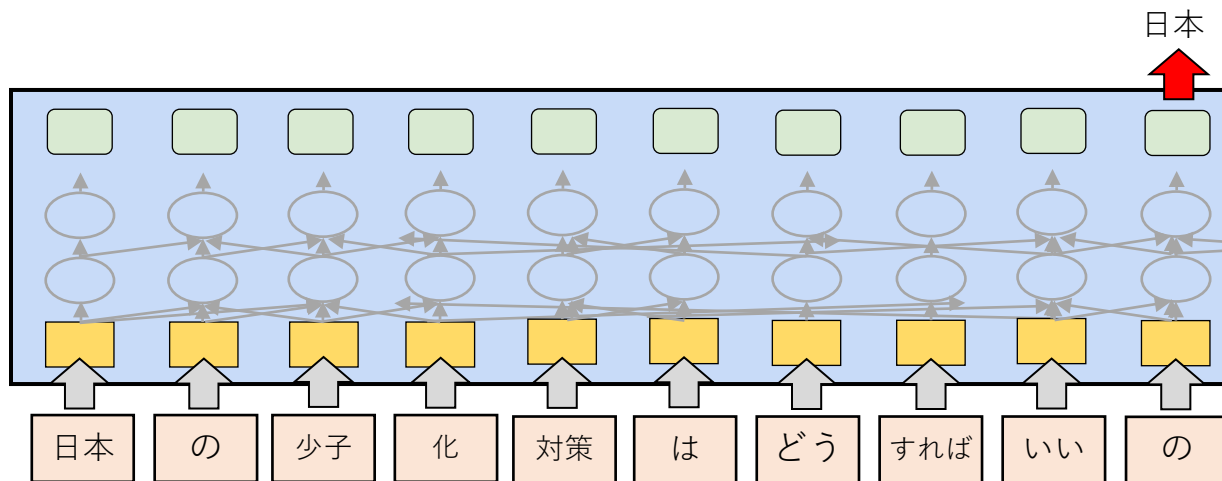 日本
日本 の 少子 化 対策 は どう すれば いい の